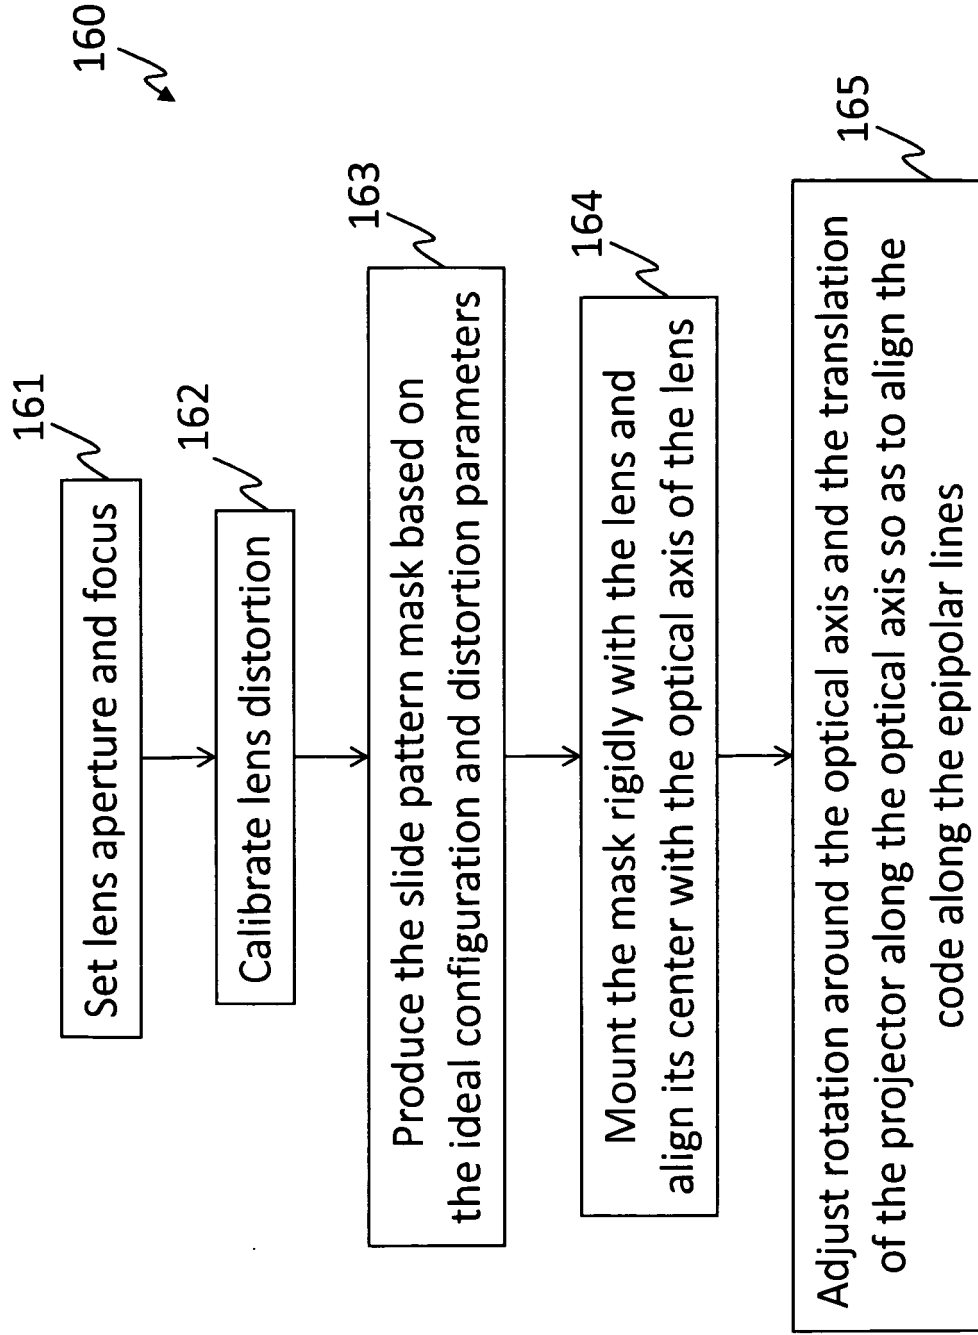 160
161
Set lens aperture and focus
162
Calibrate lens distortion
163
Produce the slide pattern mask based on
the ideal configuration and distortion parameters
164
Mount the mask rigidly with the lens and
align its center with the optical axis of the lens
165
Adjust rotation around the optical axis and the translation
of the projector along the optical axis so as to align the
code along the epipolar lines